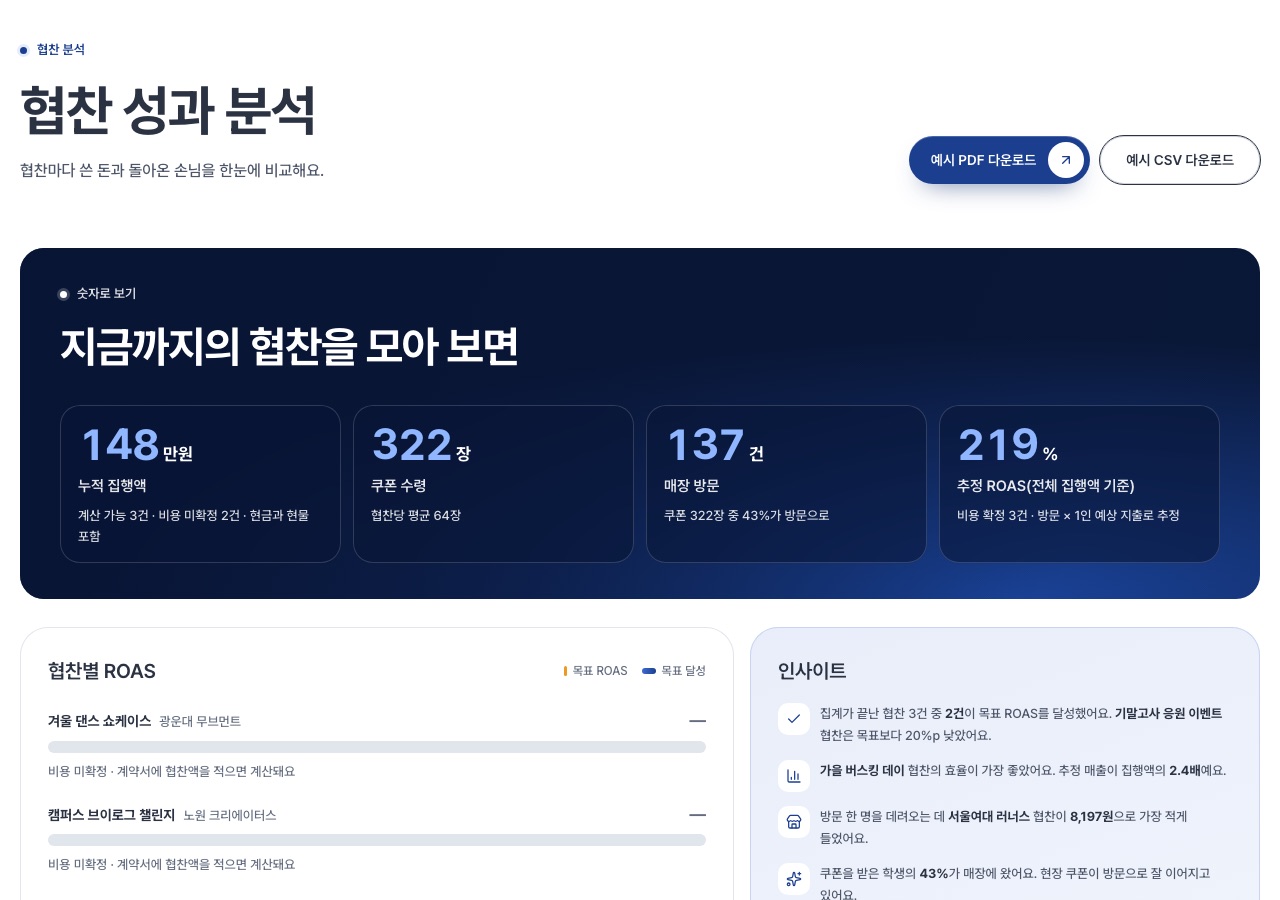 협찬 분석
협찬 성과 분석
협찬마다 쓴 돈과 돌아온 손님을 한눈에 비교해요.
예시 PDF 다운로드
예시 CSV 다운로드
숫자로 보기
지금까지의 협찬을 모아 보면
148만원
누적 집행액
계산 가능 3건 · 비용 미확정 2건 · 현금과 현물
포함
322장
쿠폰 수령
협찬당 평균 64장
137건
매장 방문
쿠폰 322장 중 43%가 방문으로
219%
추정 ROAS(전체 집행액 기준)
비용 확정 3건 · 방문 × 1인 예상 지출로 추정
협찬별 ROAS
목표 ROAS
목표 달성
겨울 댄스 쇼케이스 광운대 무브먼트 —
비용 미확정 · 계약서에 협찬액을 적으면 계산돼요
캠퍼스 브이로그 챌린지 노원 크리에이터스 —
비용 미확정 · 계약서에 협찬액을 적으면 계산돼요
인사이트
집계가 끝난 협찬 3건 중 2건이 목표 ROAS를 달성했어요. 기말고사 응원 이벤트
협찬은 목표보다 20%p 낮았어요.
가을 버스킹 데이 협찬의 효율이 가장 좋았어요. 추정 매출이 집행액의 2.4배예요.
방문 한 명을 데려오는 데 서울여대 러너스 협찬이 8,197원으로 가장 적게
들었어요.
쿠폰을 받은 학생의 43%가 매장에 왔어요. 현장 쿠폰이 방문으로 잘 이어지고
있어요.